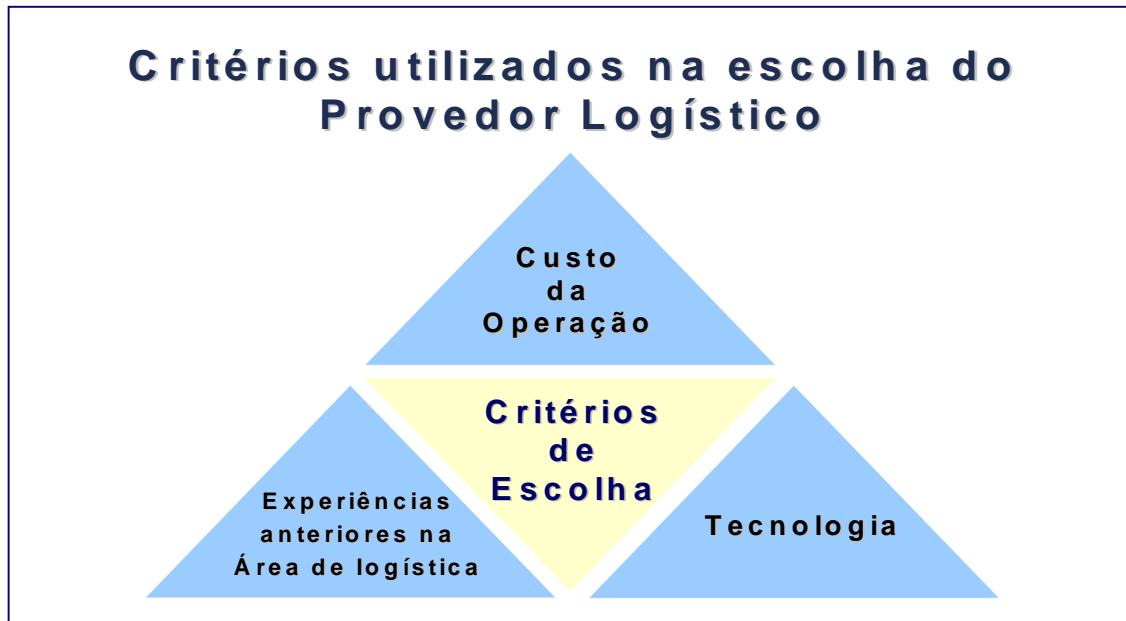 Critérios utilizados na escolha do
Provedor Logístico
Custo
da
Operação
Critérios
de
Escolha
Experiências
anteriores na
Área de logística
Tecnologia